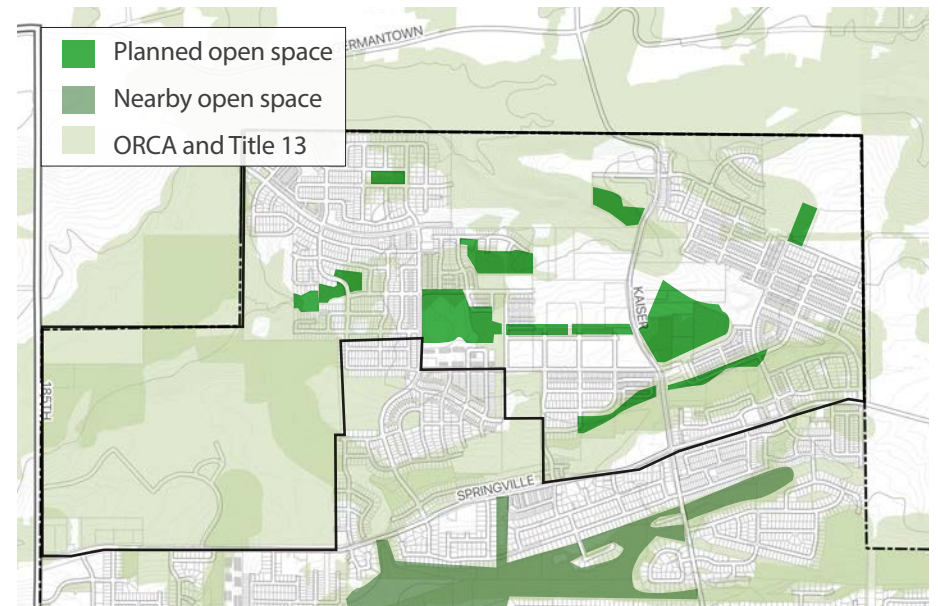 Planned open space
Nearby open space
ORCA and Title 13
ERMANTOWN
KAISER
185TH
SPRINGVILLE